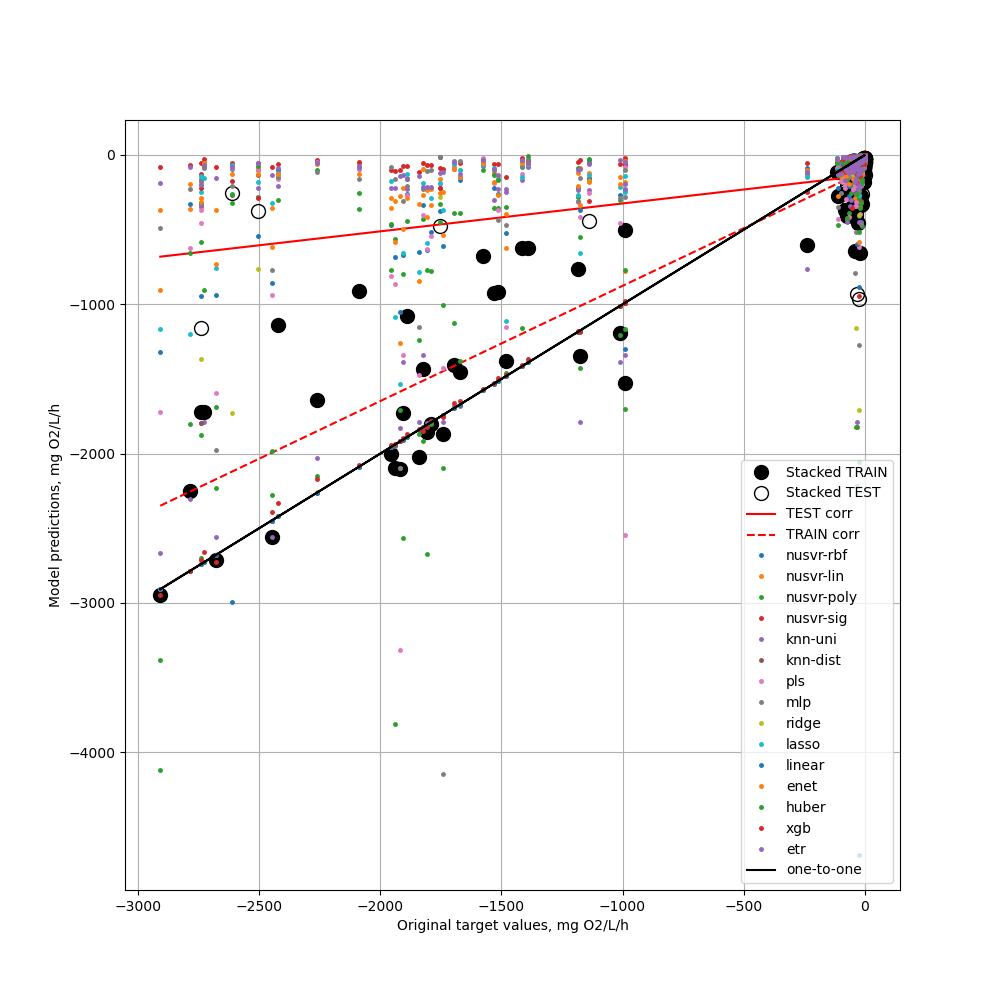 0
−1000
−2000
−3000
−4000
Model predictions, mg O2/L/h
−3000
−2500
−2000
−1500
−1000
−500
0
Original target values, mg O2/L/h
Stacked TRAIN
Stacked TEST
TEST corr
TRAIN corr
nusvr-rbf
nusvr-lin
nusvr-poly
nusvr-sig
knn-uni
knn-dist
pls
mlp
ridge
lasso
linear
enet
huber
xgb
etr
one-to-one